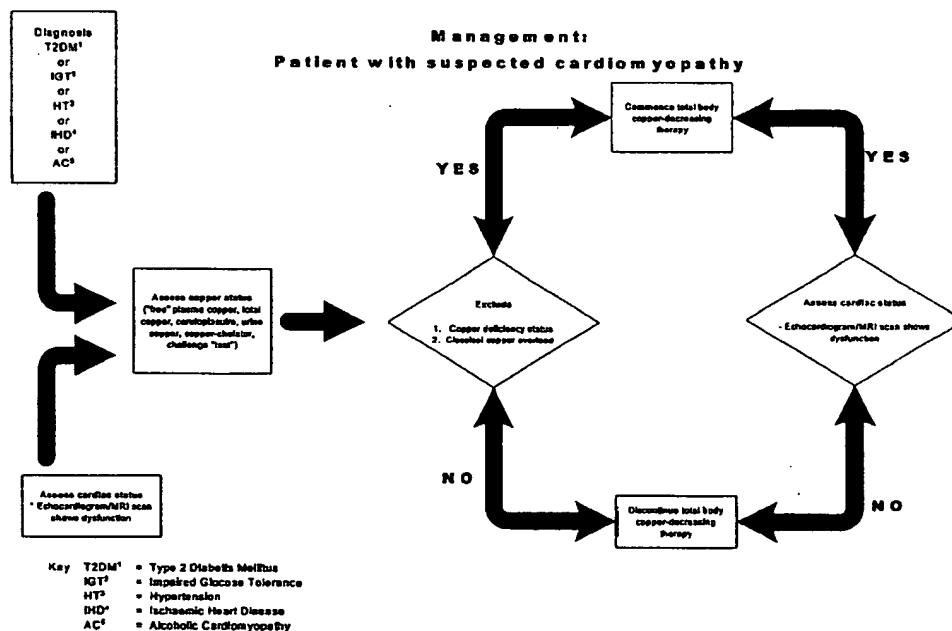 Management:
Patient with suspected cardiomyopathy
Diagnosis
T2DM¹
or
IGT²
or
HT³
or
IHD⁴
or
AC⁵
Assess copper status
("free" plasma copper, total
copper, ceruloplasmin, urine
copper, copper-chelator,
challenge "test")
Assess cardiac status
* Echocardiogram/MRI scan
shows dysfunction
Exclude
1. Copper deficiency status
2. Classical copper overload
YES
NO
Commence total body
copper-decreasing
therapy
Discontinue total body
copper-decreasing
therapy
YES
NO
Assess cardiac status
- Echocardiogram/MRI scan shows
dysfunction
Key T2DM¹ = Type 2 Diabetis Mellitus
IGT² = Impaired Glucose Tolerance
HT³ = Hypertension
IHD⁴ = Ischaemic Heart Disease
AC⁵ = Alcoholic Cardiomyopathy